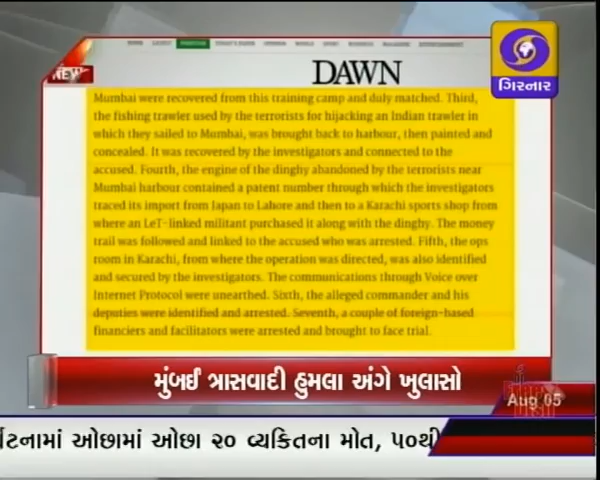 NEWS
DAWN
ગિરનાર
Mumbai were recovered from this training camp and duly matched. Third,
the fishing trawler used by the terrorists for hijacking an Indian trawler in
which they sailed to Mumbai, was brought back to harbour, then painted and
concealed. It was recovered by the investigators and connected to the
accused. Fourth, the engine of the dinghy abandoned by the terrorists near
Mumbai harbour contained a patent number through which the investigators
traced its import from Japan to Lahore and then to a Karachi sports shop from
where an LeT-linked militant purchased it along with the dinghy. The money
trail was followed and linked to the accused who was arrested. Fifth, the ops
room in Karachi, from where the operation was directed, was also identified
and secured by the investigators. The communications through Voice over
Internet Protocol were unearthed. Sixth, the alleged commander and his
deputies were identified and arrested. Seventh, a couple of foreign-based
financiers and facilitators were arrested and brought to face trial.
મુંબઈ ત્રાસવાદી હુમલા અંગે ખુલાસો
Aug 05
ઓછામાં ઓછા ૨૦ વ્યકિતના મોત, ૫૦થી